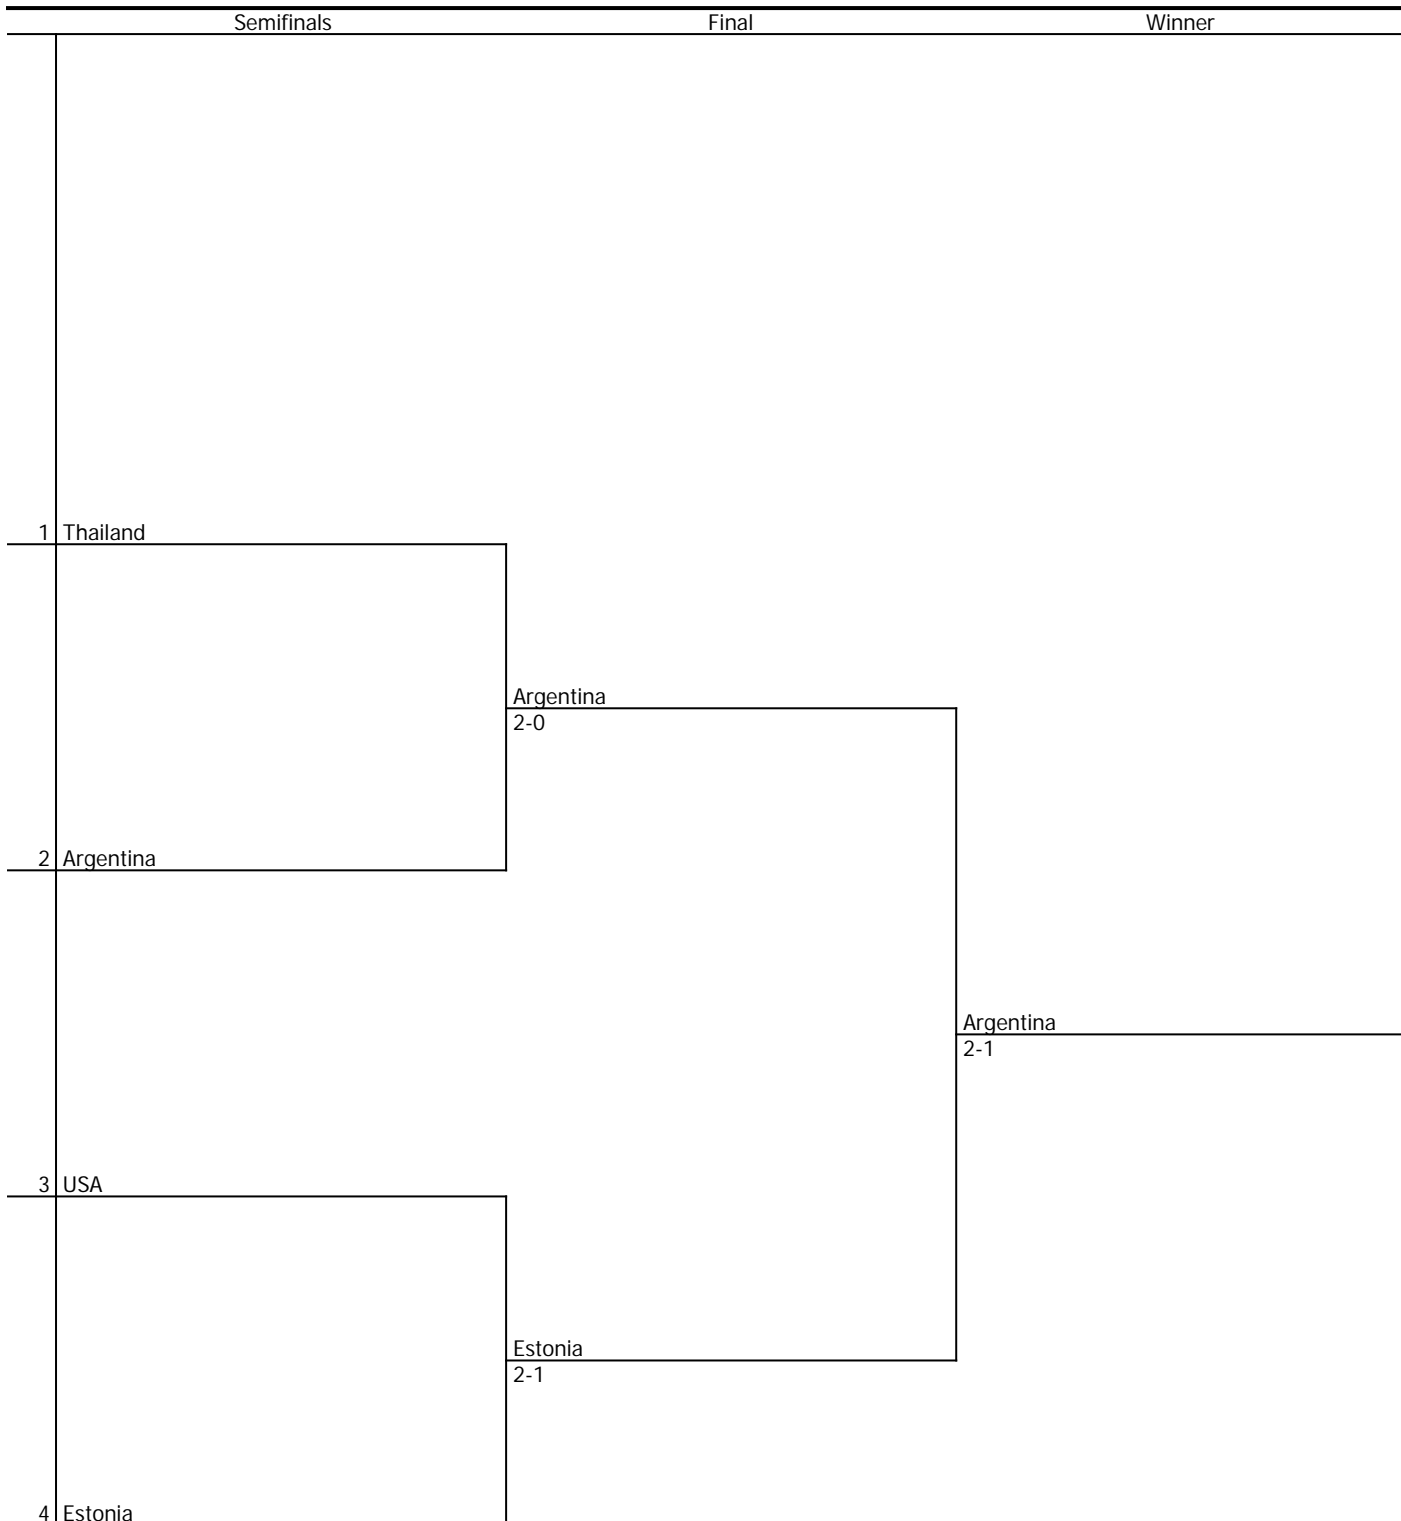 Semifinals Final Winner
1 Thailand
Argentina
2-0
2 Argentina
Argentina
2-1
3 USA
Estonia
2-1
4 Estonia